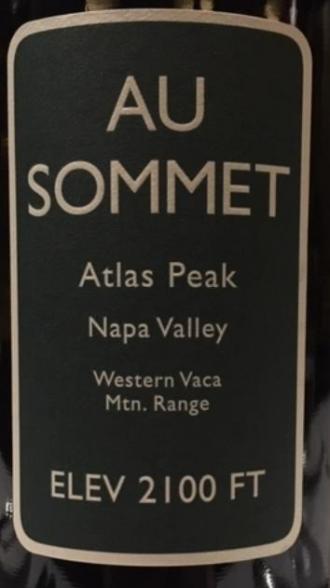 AU
SOMMET
Atlas Peak
Napa Valley
Western Vaca
Mtn. Range
ELEV 2100 FT